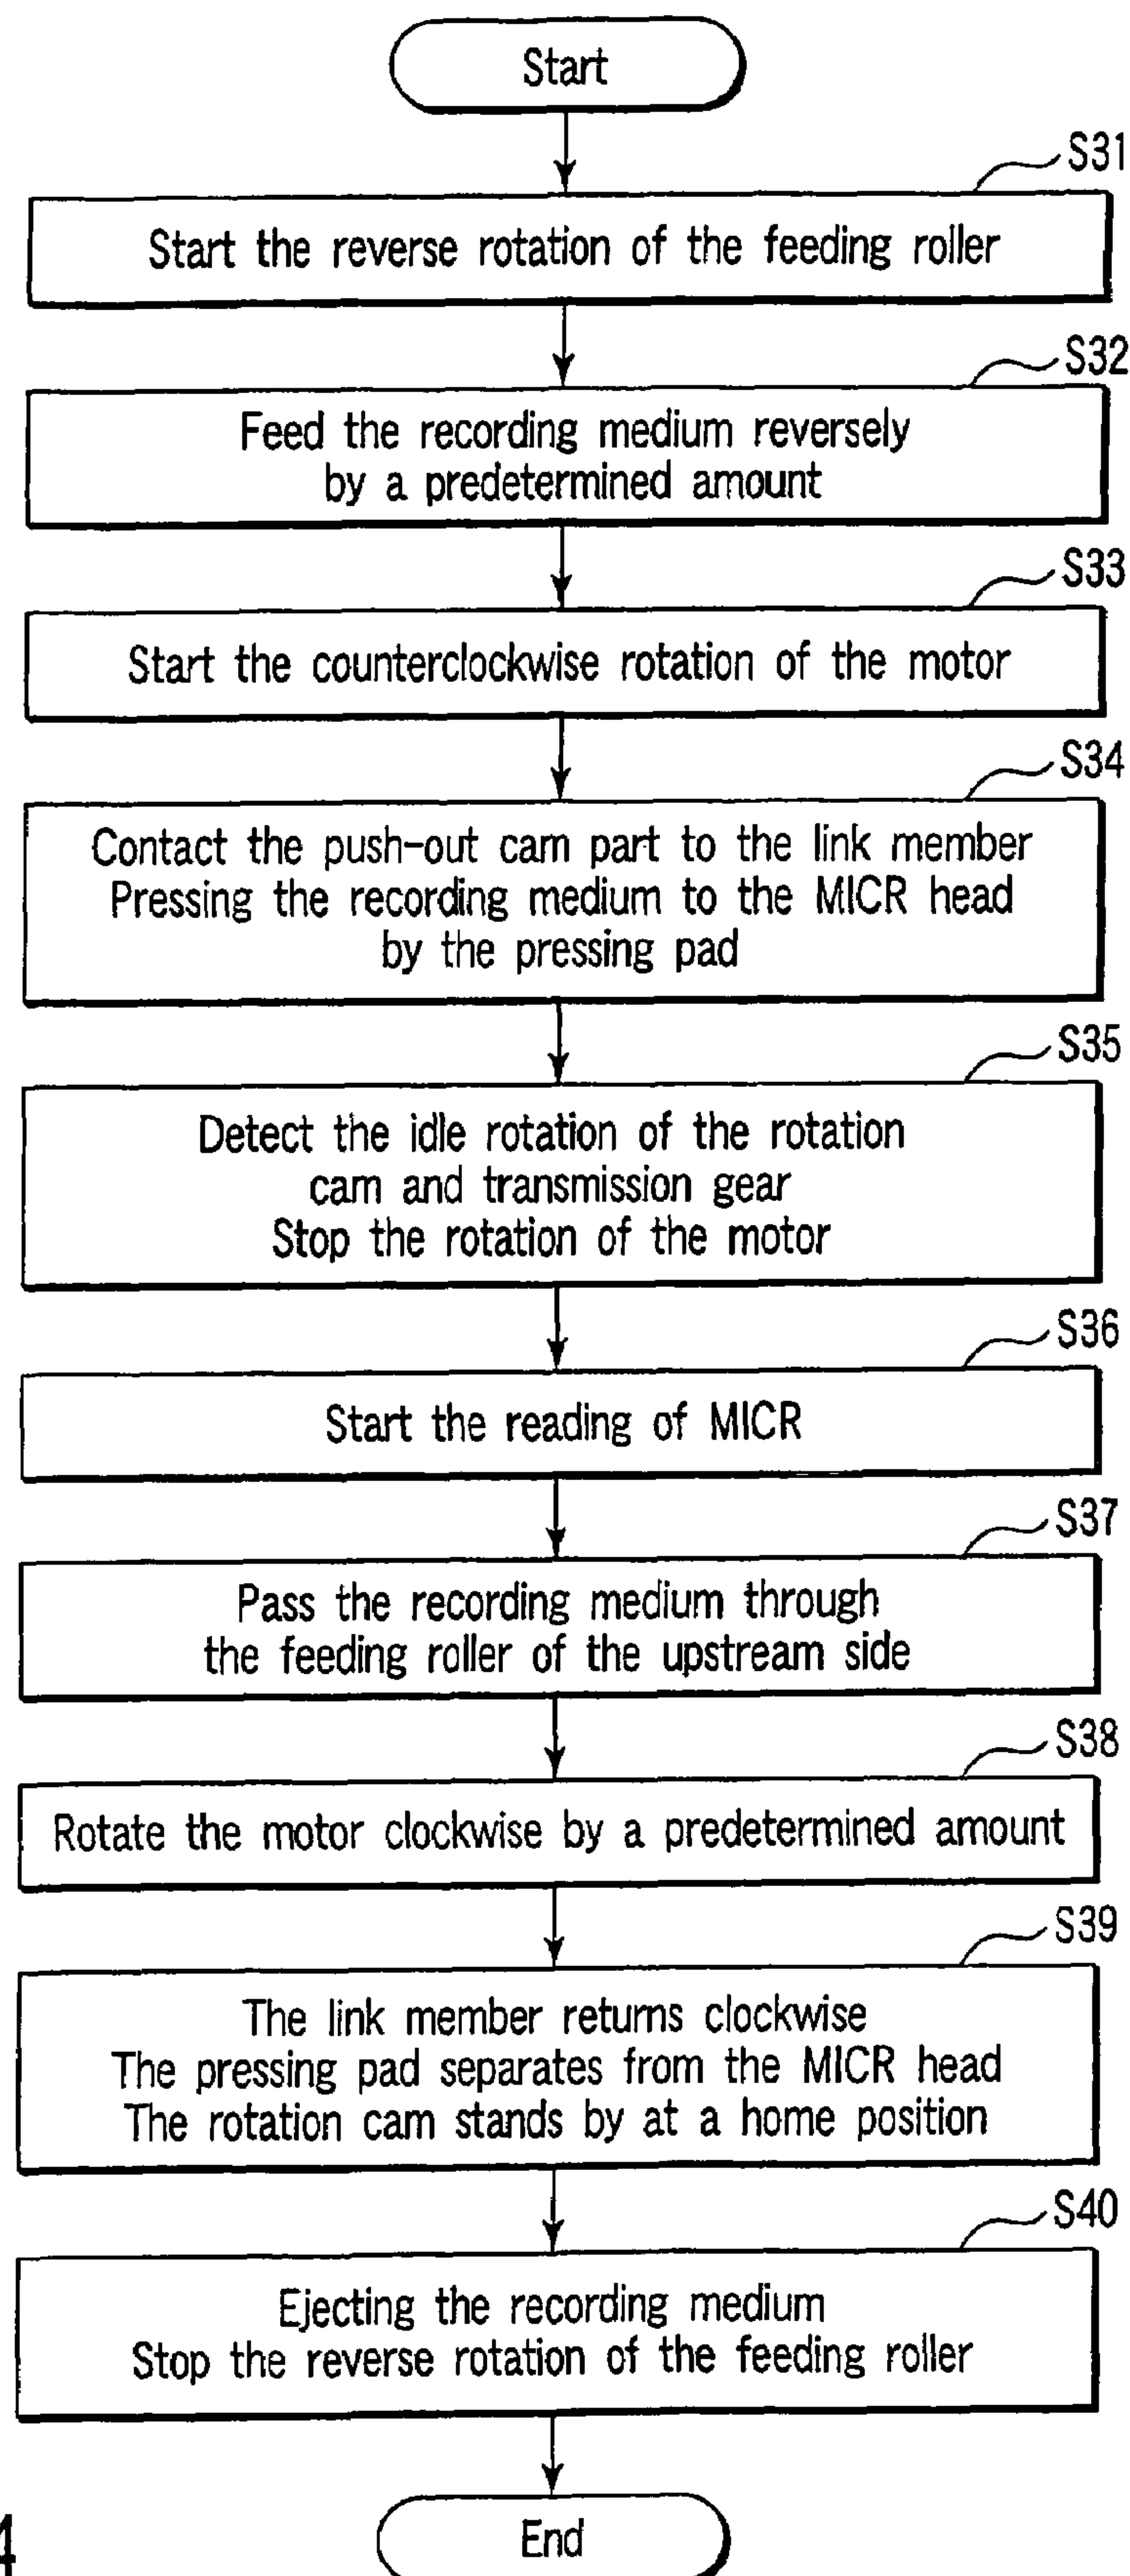 Start
S31
Start the reverse rotation of the feeding roller
S32
Feed the recording medium reversely
by a predetermined amount
S33
Start the counterclockwise rotation of the motor
S34
Contact the push-out cam part to the link member
Pressing the recording medium to the MICR head
by the pressing pad
S35
Detect the idle rotation of the rotation
cam and transmission gear
Stop the rotation of the motor
S36
Start the reading of MICR
S37
Pass the recording medium through
the feeding roller of the upstream side
S38
Rotate the motor clockwise by a predetermined amount
S39
The link member returns clockwise
The pressing pad separates from the MICR head
The rotation cam stands by at a home position
S40
Ejecting the recording medium
Stop the reverse rotation of the feeding roller
End